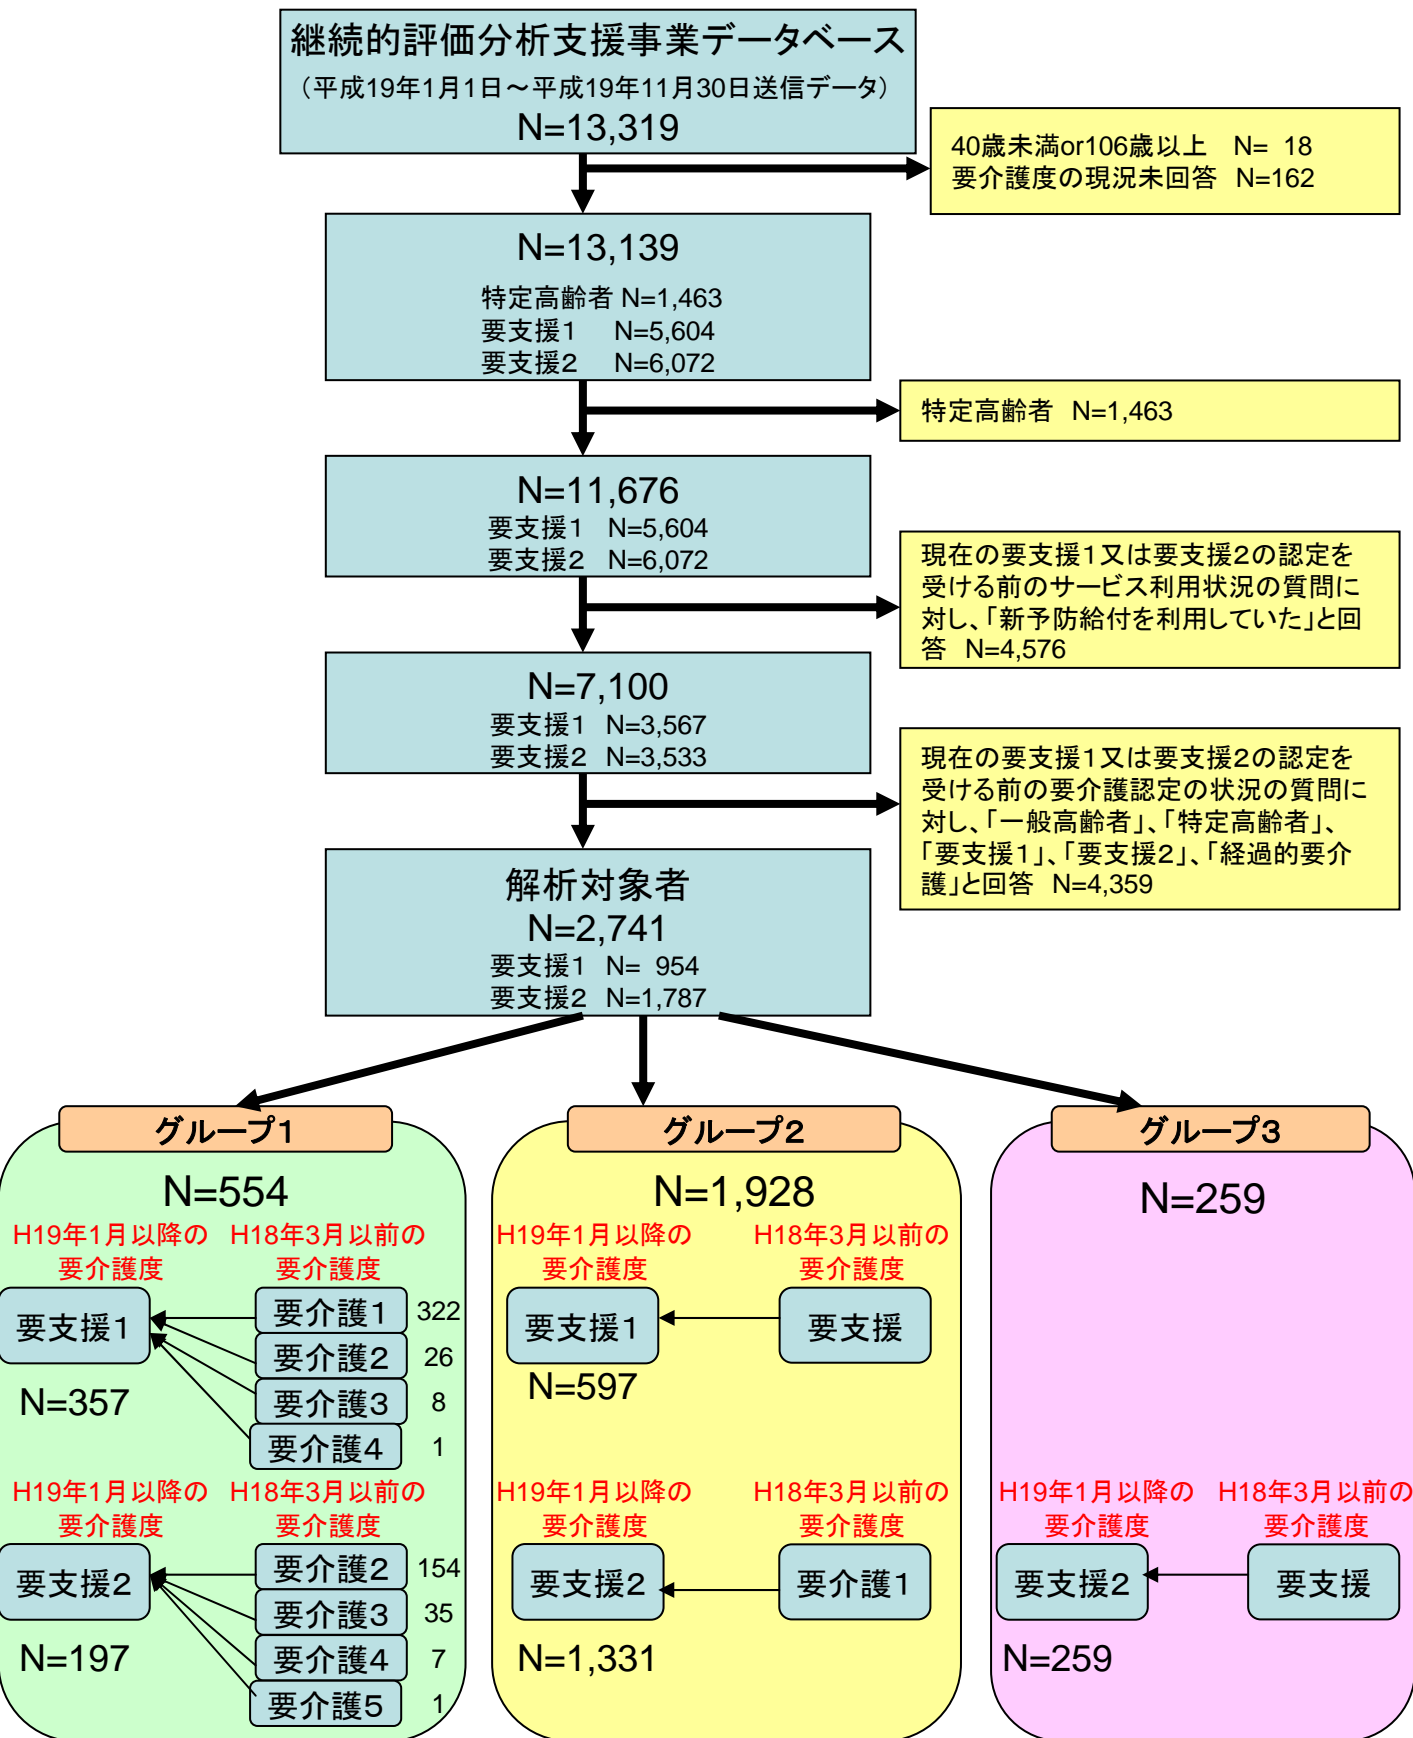 継続的評価分析支援事業データベース
（平成19年1月1日～平成19年11月30日送信データ）
N=13,319
40歳未満or106歳以上　N= 18
要介護度の現況未回答　N=162
N=13,139
特定高齢者 N=1,463
要支援1　 N=5,604
要支援2　 N=6,072
特定高齢者　N=1,463
N=11,676
要支援1　N=5,604
要支援2　N=6,072
現在の要支援1又は要支援2の認定を
受ける前のサービス利用状況の質問に
対し、「新予防給付を利用していた」と回
答　N=4,576
N=7,100
要支援1　N=3,567
要支援2　N=3,533
現在の要支援1又は要支援2の認定を
受ける前の要介護認定の状況の質問に
対し、「一般高齢者」、「特定高齢者」、
「要支援1」、「要支援2」、「経過的要介
護」と回答　N=4,359
解析対象者
N=2,741
要支援1　N= 954
要支援2　N=1,787
グループ1
N=554
H19年1月以降の
要介護度
H18年3月以前の
要介護度
要支援1
要介護1 322
要介護2 26
要介護3 8
要介護4 1
N=357
H19年1月以降の
要介護度
H18年3月以前の
要介護度
要支援2
要介護2 154
要介護3 35
要介護4 7
要介護5 1
N=197
グループ2
N=1,928
H19年1月以降の
要介護度
H18年3月以前の
要介護度
要支援1
要支援
N=597
H19年1月以降の
要介護度
H18年3月以前の
要介護度
要支援2
要介護1
N=1,331
グループ3
N=259
H19年1月以降の
要介護度
H18年3月以前の
要介護度
要支援2
要支援
N=259